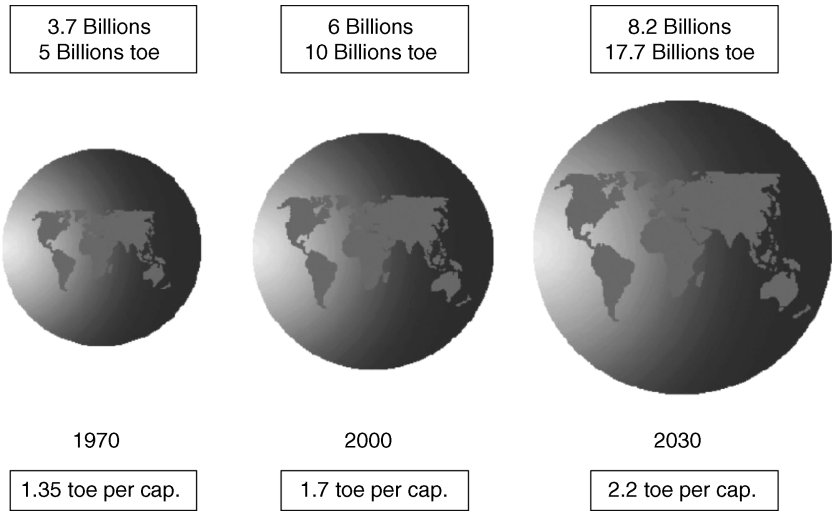 3.7 Billions
5 Billions toe
6 Billions
10 Billions toe
8.2 Billions
17.7 Billions toe
1970
2000
2030
1.35 toe per cap.
1.7 toe per cap.
2.2 toe per cap.